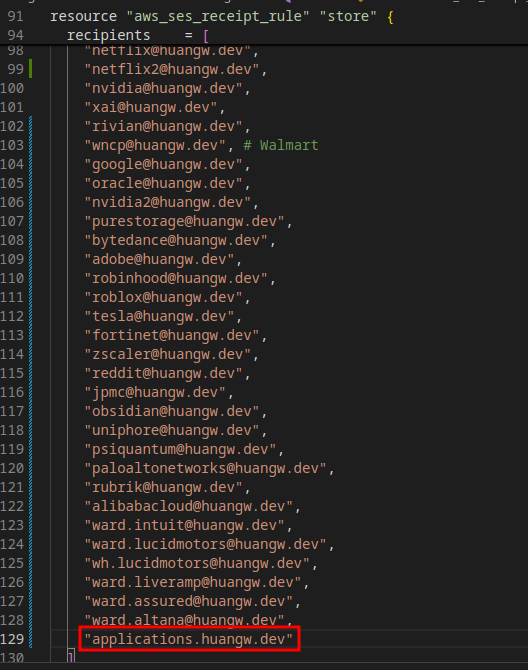 91 resource "aws_ses_receipt_rule" "store" {
94 recipients = [
98 "netflix@huangw.dev",
99 "netflix2@huangw.dev",
100 "nvidia@huangw.dev",
101 "xai@huangw.dev",
102 "rivian@huangw.dev",
103 "wncp@huangw.dev", # Walmart
104 "google@huangw.dev",
105 "oracle@huangw.dev",
106 "nvidia2@huangw.dev",
107 "purestorage@huangw.dev",
108 "bytedance@huangw.dev",
109 "adobe@huangw.dev",
110 "robinhood@huangw.dev",
111 "roblox@huangw.dev",
112 "tesla@huangw.dev",
113 "fortinet@huangw.dev",
114 "zscaler@huangw.dev",
115 "reddit@huangw.dev",
116 "jpmc@huangw.dev",
117 "obsidian@huangw.dev",
118 "uniphore@huangw.dev",
119 "psiquantum@huangw.dev",
120 "paloaltonetworks@huangw.dev",
121 "rubrik@huangw.dev",
122 "alibabacloud@huangw.dev",
123 "ward.intuit@huangw.dev",
124 "ward.lucidmotors@huangw.dev",
125 "wh.lucidmotors@huangw.dev",
126 "ward.liveramp@huangw.dev",
127 "ward.assured@huangw.dev",
128 "ward.altana@huangw.dev",
129 "applications.huangw.dev"
130 ]